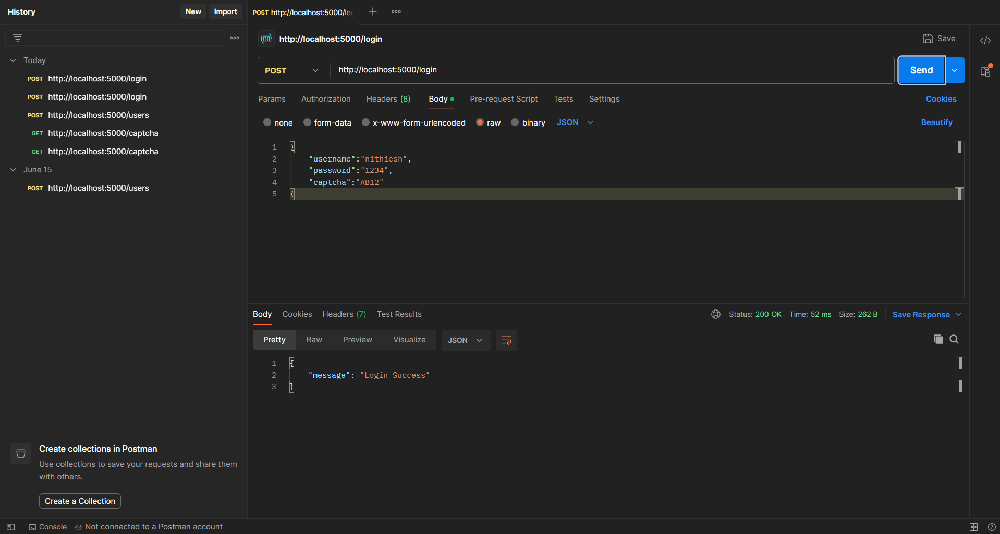 History
New
Import
POST http://localhost:5000/lo
Today
POST http://localhost:5000/login
POST http://localhost:5000/login
POST http://localhost:5000/users
GET http://localhost:5000/captcha
GET http://localhost:5000/captcha
June 15
POST http://localhost:5000/users
Create collections in Postman
Use collections to save your requests and share them
with others.
Create a Collection
HTTP http://localhost:5000/login
Save
POST
http://localhost:5000/login
Send
Params Authorization Headers (8) Body Pre-request Script Tests Settings Cookies
none form-data x-www-form-urlencoded raw binary JSON Beautify
1 {
2 "username":"nithiesh",
3 "password":"1234",
4 "captcha":"AB12"
5 }
Body Cookies Headers (7) Test Results
Status: 200 OK Time: 52 ms Size: 262 B Save Response
Pretty Raw Preview Visualize JSON
1 {
2 "message": "Login Success"
3 }
Console Not connected to a Postman account